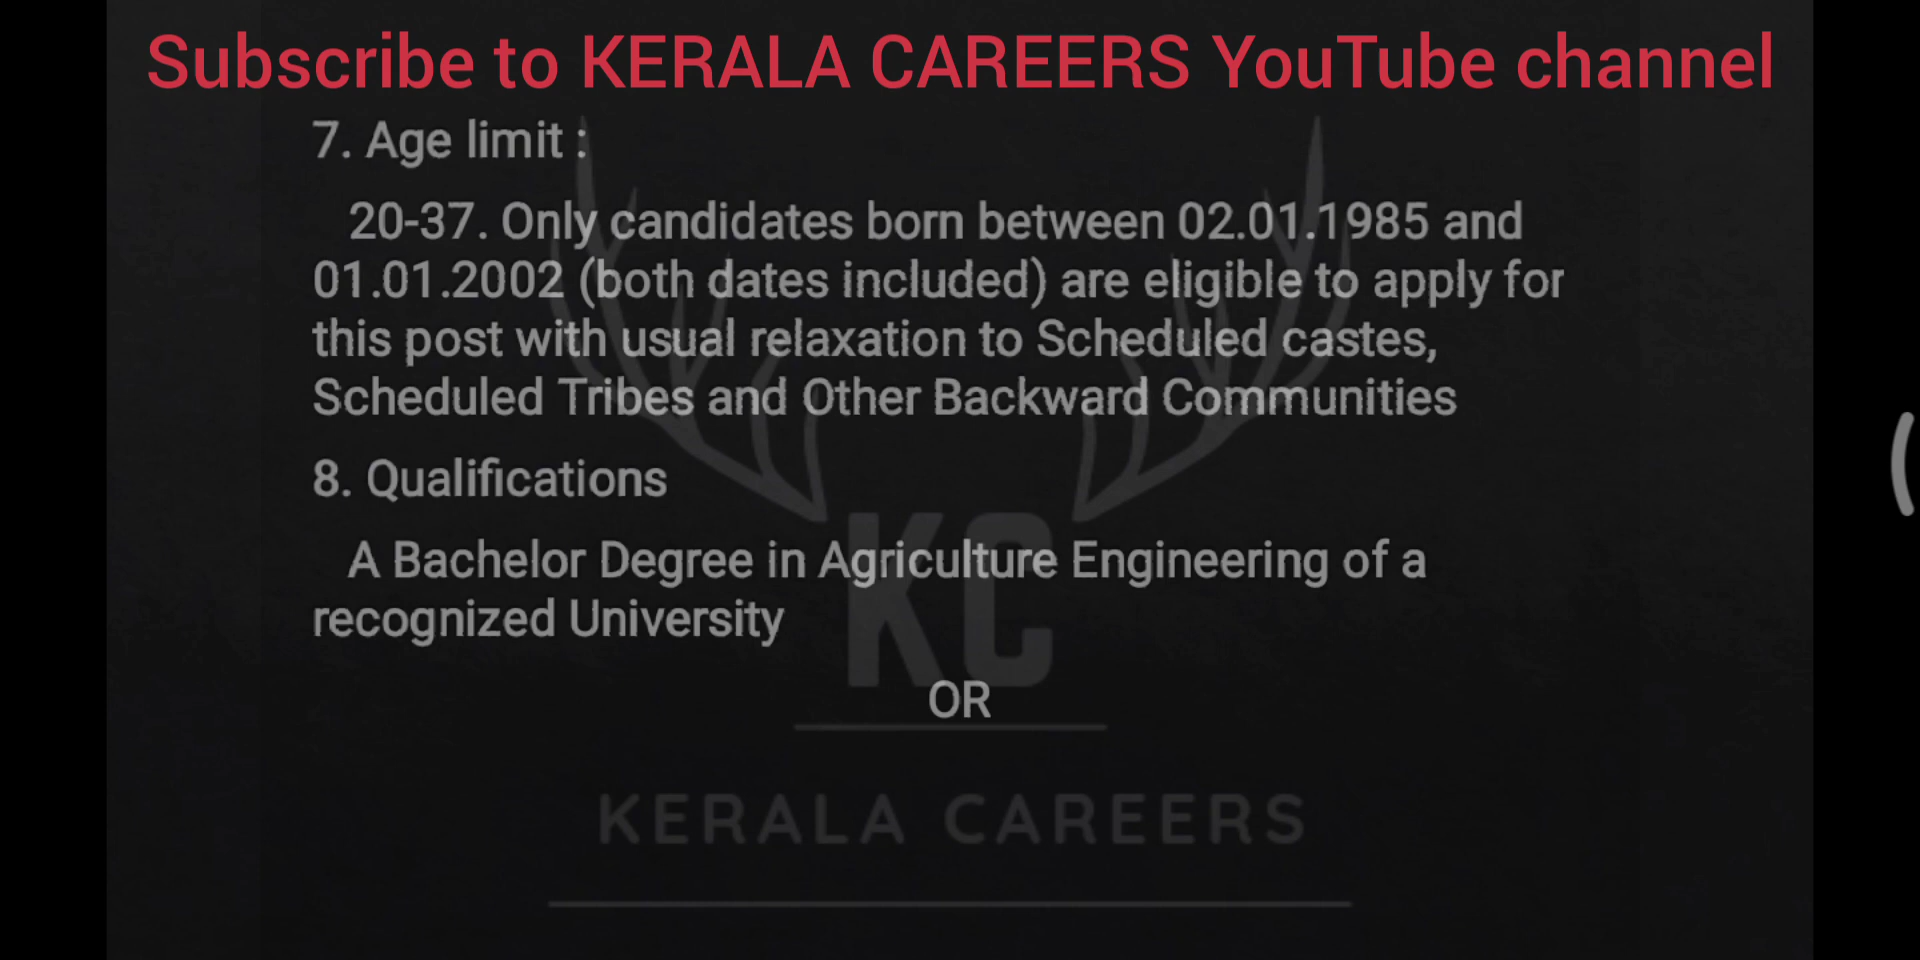 Subscribe to KERALA CAREERS YouTube channel
7. Age limit :
20-37. Only candidates born between 02.01.1985 and
01.01.2002 (both dates included) are eligible to apply for
this post with usual relaxation to Scheduled castes,
Scheduled Tribes and Other Backward Communities
8. Qualifications
A Bachelor Degree in Agriculture Engineering of a
recognized University
KC
OR
KERALA CAREERS